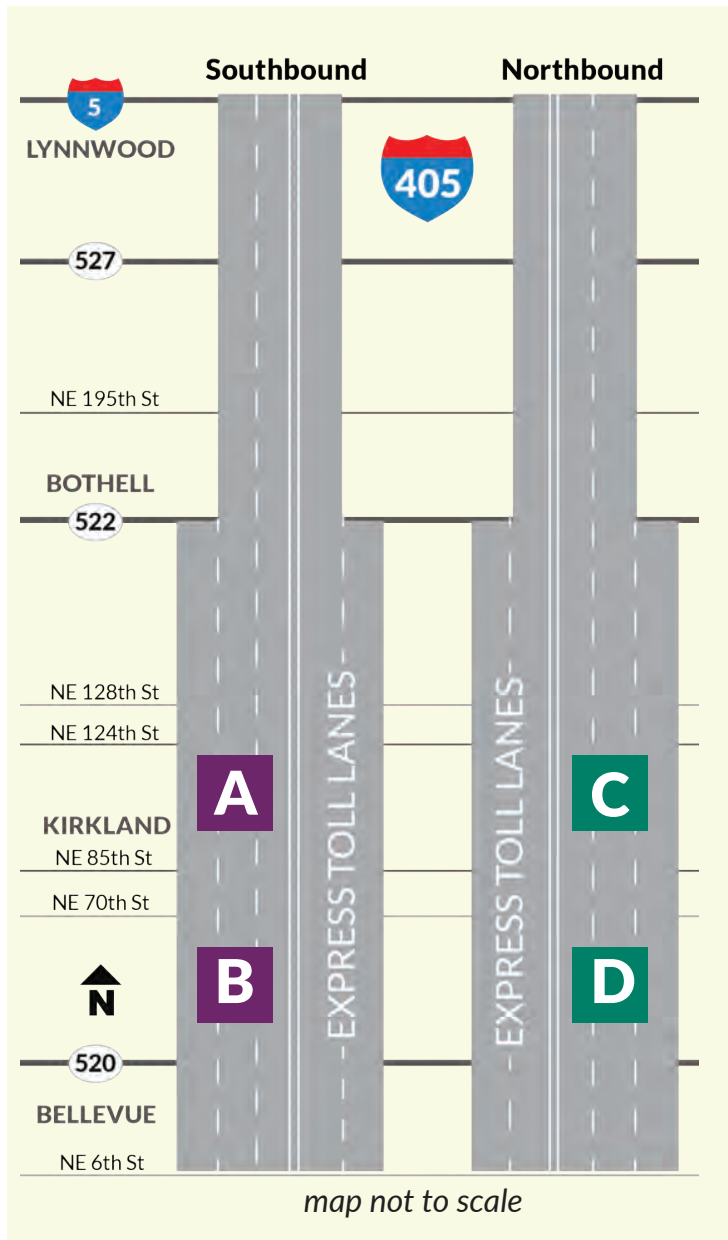 Southbound
Northbound
5
LYNNWOOD
405
527
NE 195th St
BOTHELL
522
NE 128th St
NE 124th St
EXPRESS TOLL LANES
EXPRESS TOLL LANES
A
C
KIRKLAND
NE 85th St
NE 70th St
B
D
N
520
BELLEVUE
NE 6th St
map not to scale